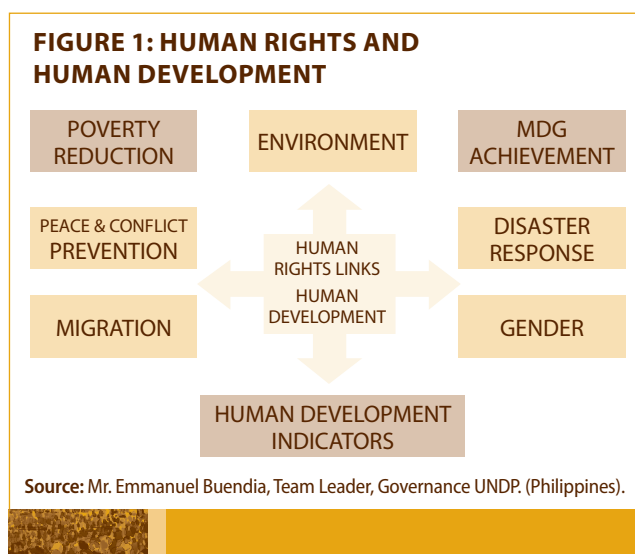 FIGURE 1: HUMAN RIGHTS AND
HUMAN DEVELOPMENT
POVERTY
REDUCTION
ENVIRONMENT
MDG
ACHIEVEMENT
PEACE & CONFLICT
PREVENTION
HUMAN
RIGHTS LINKS
HUMAN
DEVELOPMENT
DISASTER
RESPONSE
MIGRATION
GENDER
HUMAN DEVELOPMENT
INDICATORS
Source: Mr. Emmanuel Buendia, Team Leader, Governance UNDP. (Philippines).